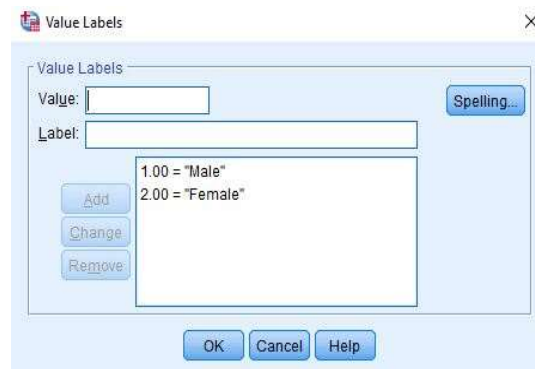 Value Labels
Value Labels
Value:
Spelling...
Label:
1.00 = "Male"
2.00 = "Female"
Add
Change
Remove
OK Cancel Help